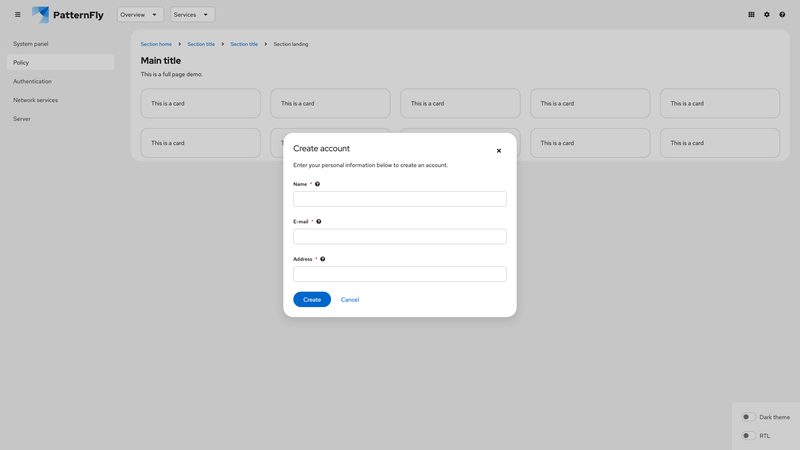 PatternFly
Overview
Services
System panel
Policy
Authentication
Network services
Server
Section home
Section title
Section title
Section landing
Main title
This is a full page demo.
This is a card
This is a card
This is a card
This is a card
This is a card
This is a card
This is a card
This is a card
Create account
Enter your personal information below to create an account.
Name *
E-mail *
Address *
Create
Cancel
Dark theme
RTL